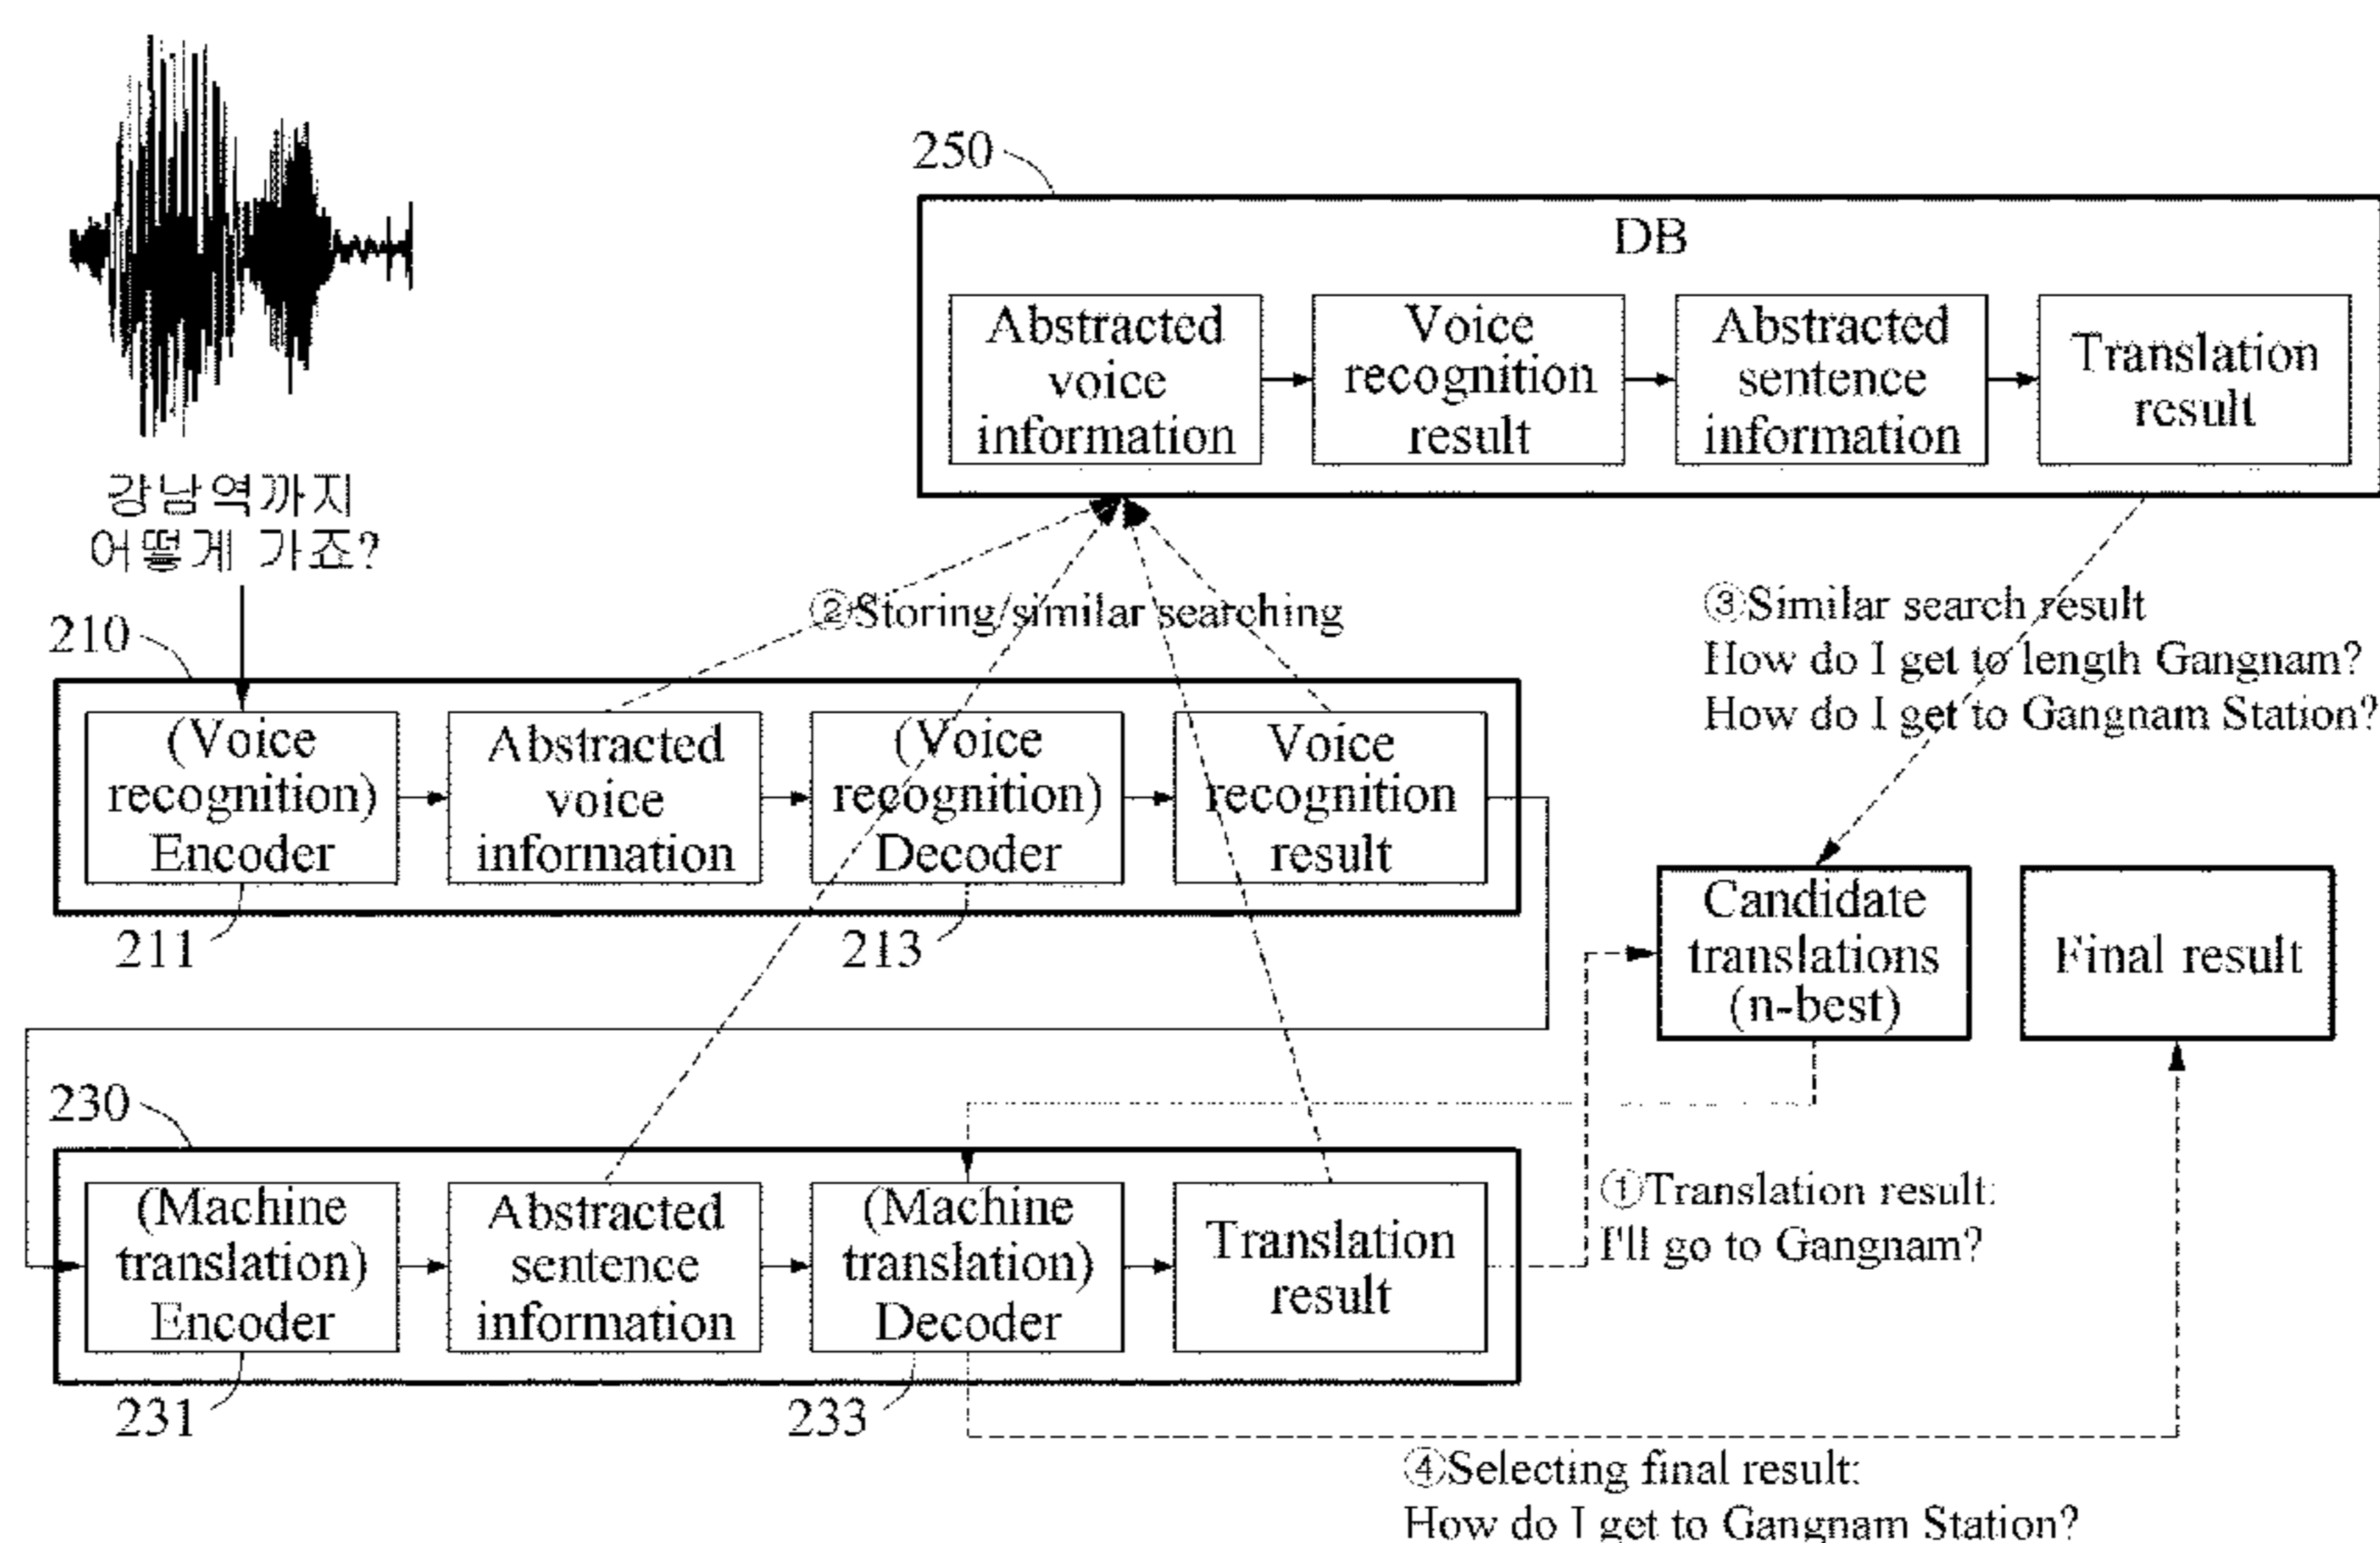 250
DB
Abstracted
voice
information
Voice
recognition
result
Abstracted
sentence
information
Translation
result
강남역까지
어떻게 가죠?
②Storing/similar searching
③Similar search result
How do I get to length Gangnam?
How do I get to Gangnam Station?
210
(Voice
recognition)
Encoder
Abstracted
voice
information
(Voice
recognition)
Decoder
Voice
recognition
result
211
213
Candidate
translations
(n-best)
Final result
230
(Machine
translation)
Encoder
Abstracted
sentence
information
(Machine
translation)
Decoder
Translation
result
①Translation result:
I'll go to Gangnam?
231
233
④Selecting final result:
How do I get to Gangnam Station?